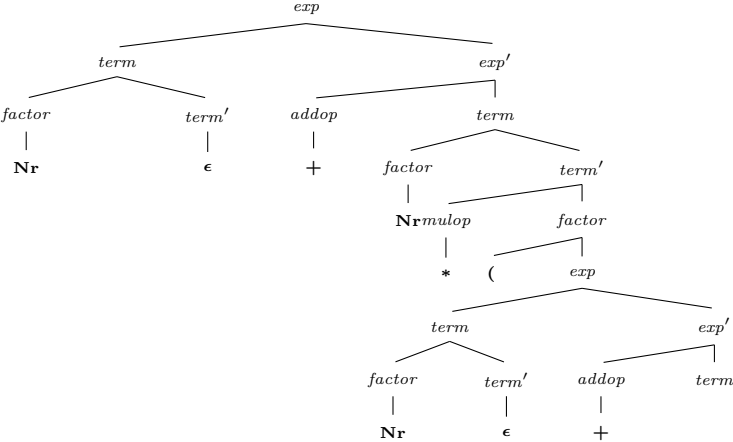 exp
term exp′
factor term′ addop term
Nr ϵ + factor term′
Nr mulop factor
* ( exp
term exp′
factor term′ addop term
Nr ϵ +